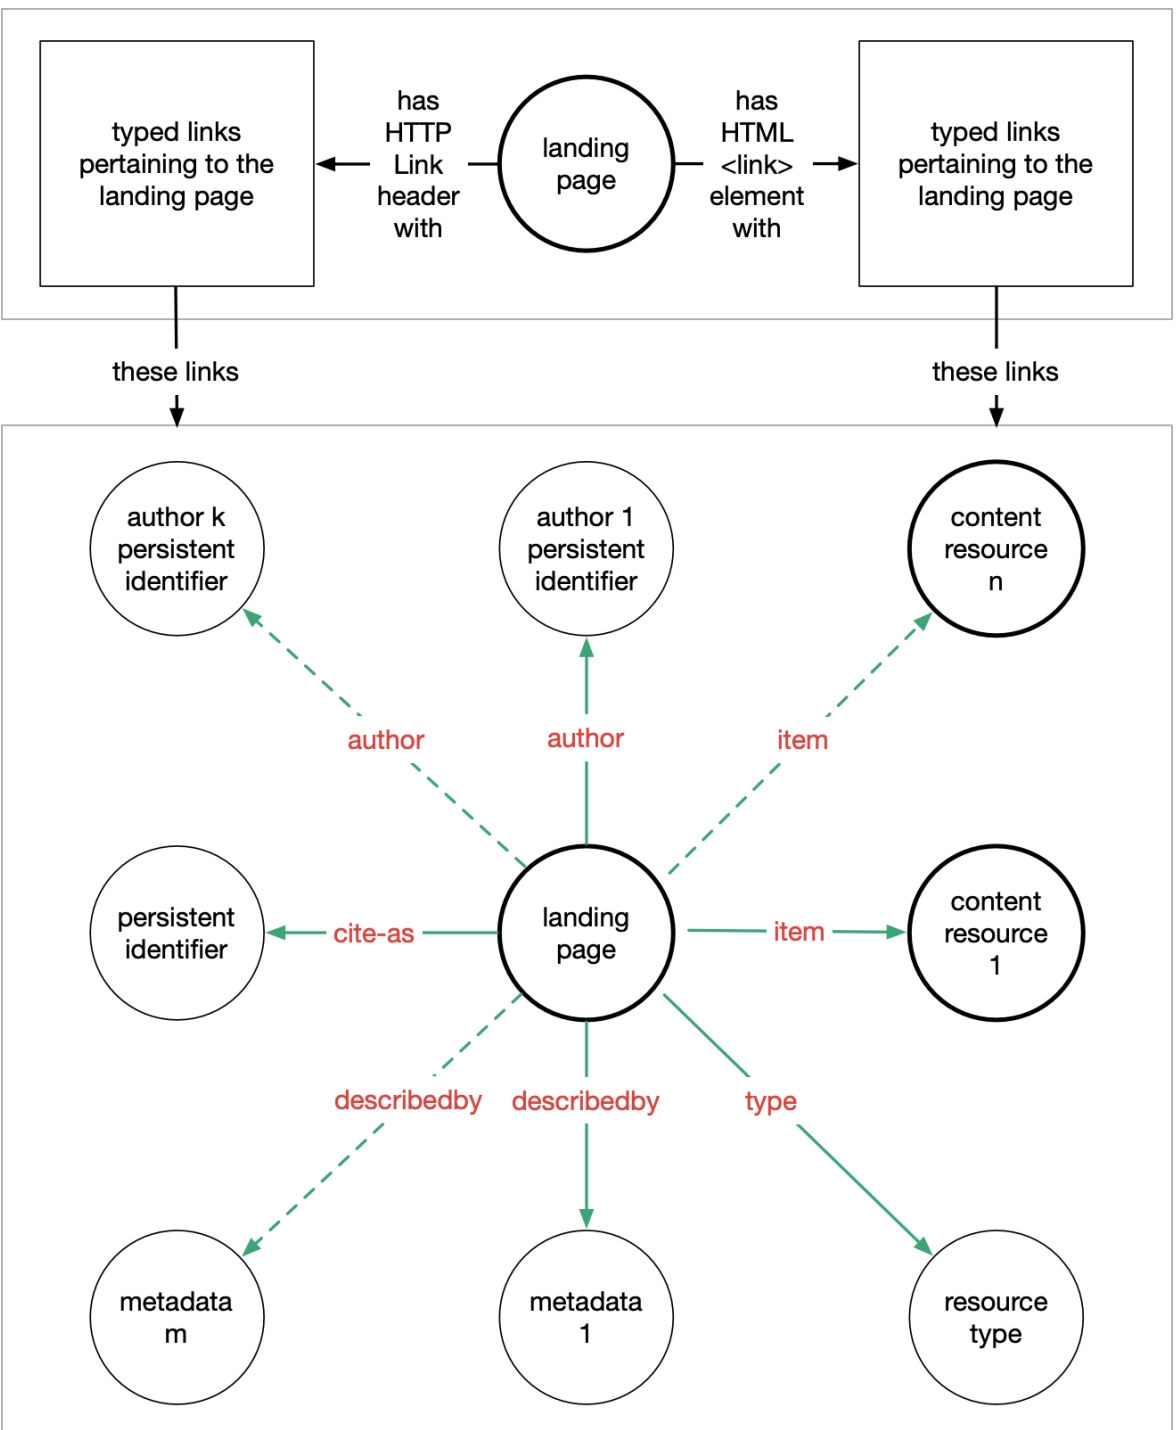 typed links
pertaining to the
landing page
has
HTTP
Link
header
with
landing
page
has
HTML
<link>
element
with
typed links
pertaining to the
landing page
these links
these links
author k
persistent
identifier
author 1
persistent
identifier
content
resource
n
author
author
item
persistent
identifier
cite-as
landing
page
item
content
resource
1
describedby
describedby
type
metadata
m
metadata
1
resource
type